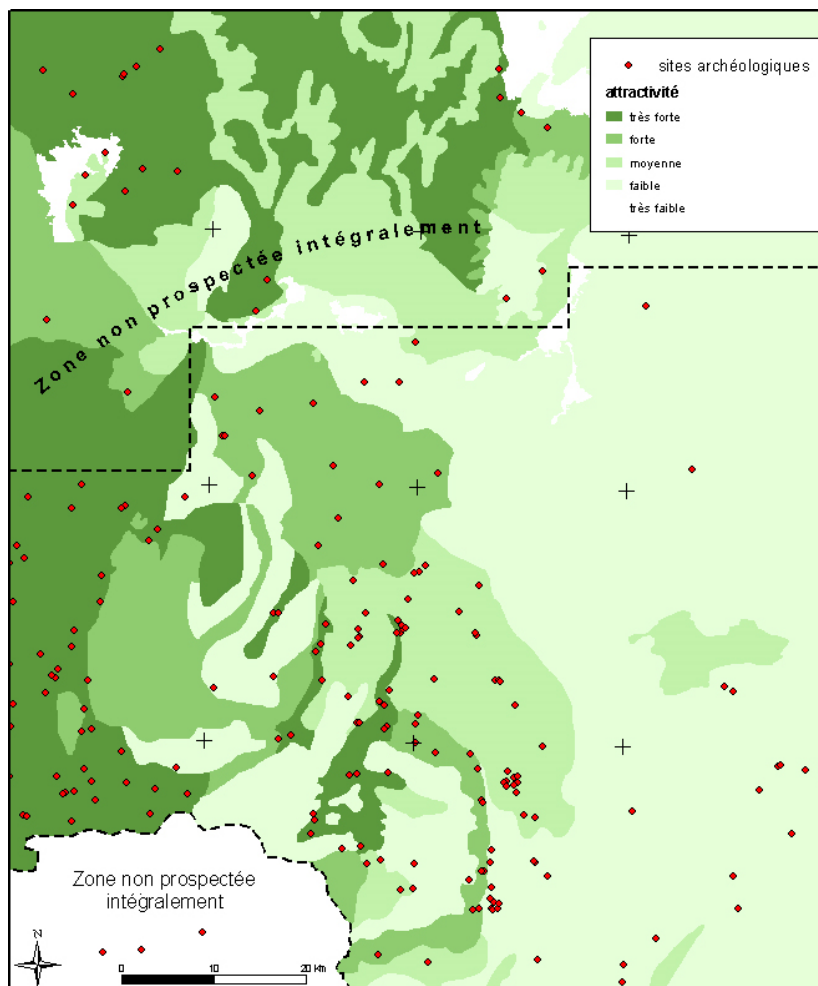 sites archéologiques
attractivité
très forte
forte
moyenne
faible
très faible
Zone non prospectée intégralement
Zone non prospectée
intégralement
N
0 10 20 Km